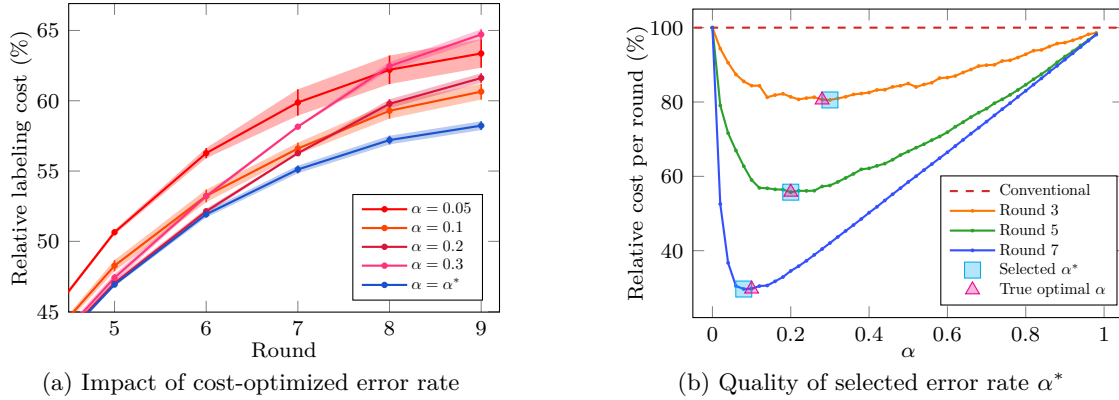 65
60
55
50
45
5
6
7
8
9
Relative labeling cost (%)
Round
α = 0.05
α = 0.1
α = 0.2
α = 0.3
α = α*
(a) Impact of cost-optimized error rate
100
80
60
40
0
0.2
0.4
0.6
0.8
1
Relative cost per round (%)
α
Conventional
Round 3
Round 5
Round 7
Selected α*
True optimal α
(b) Quality of selected error rate α*